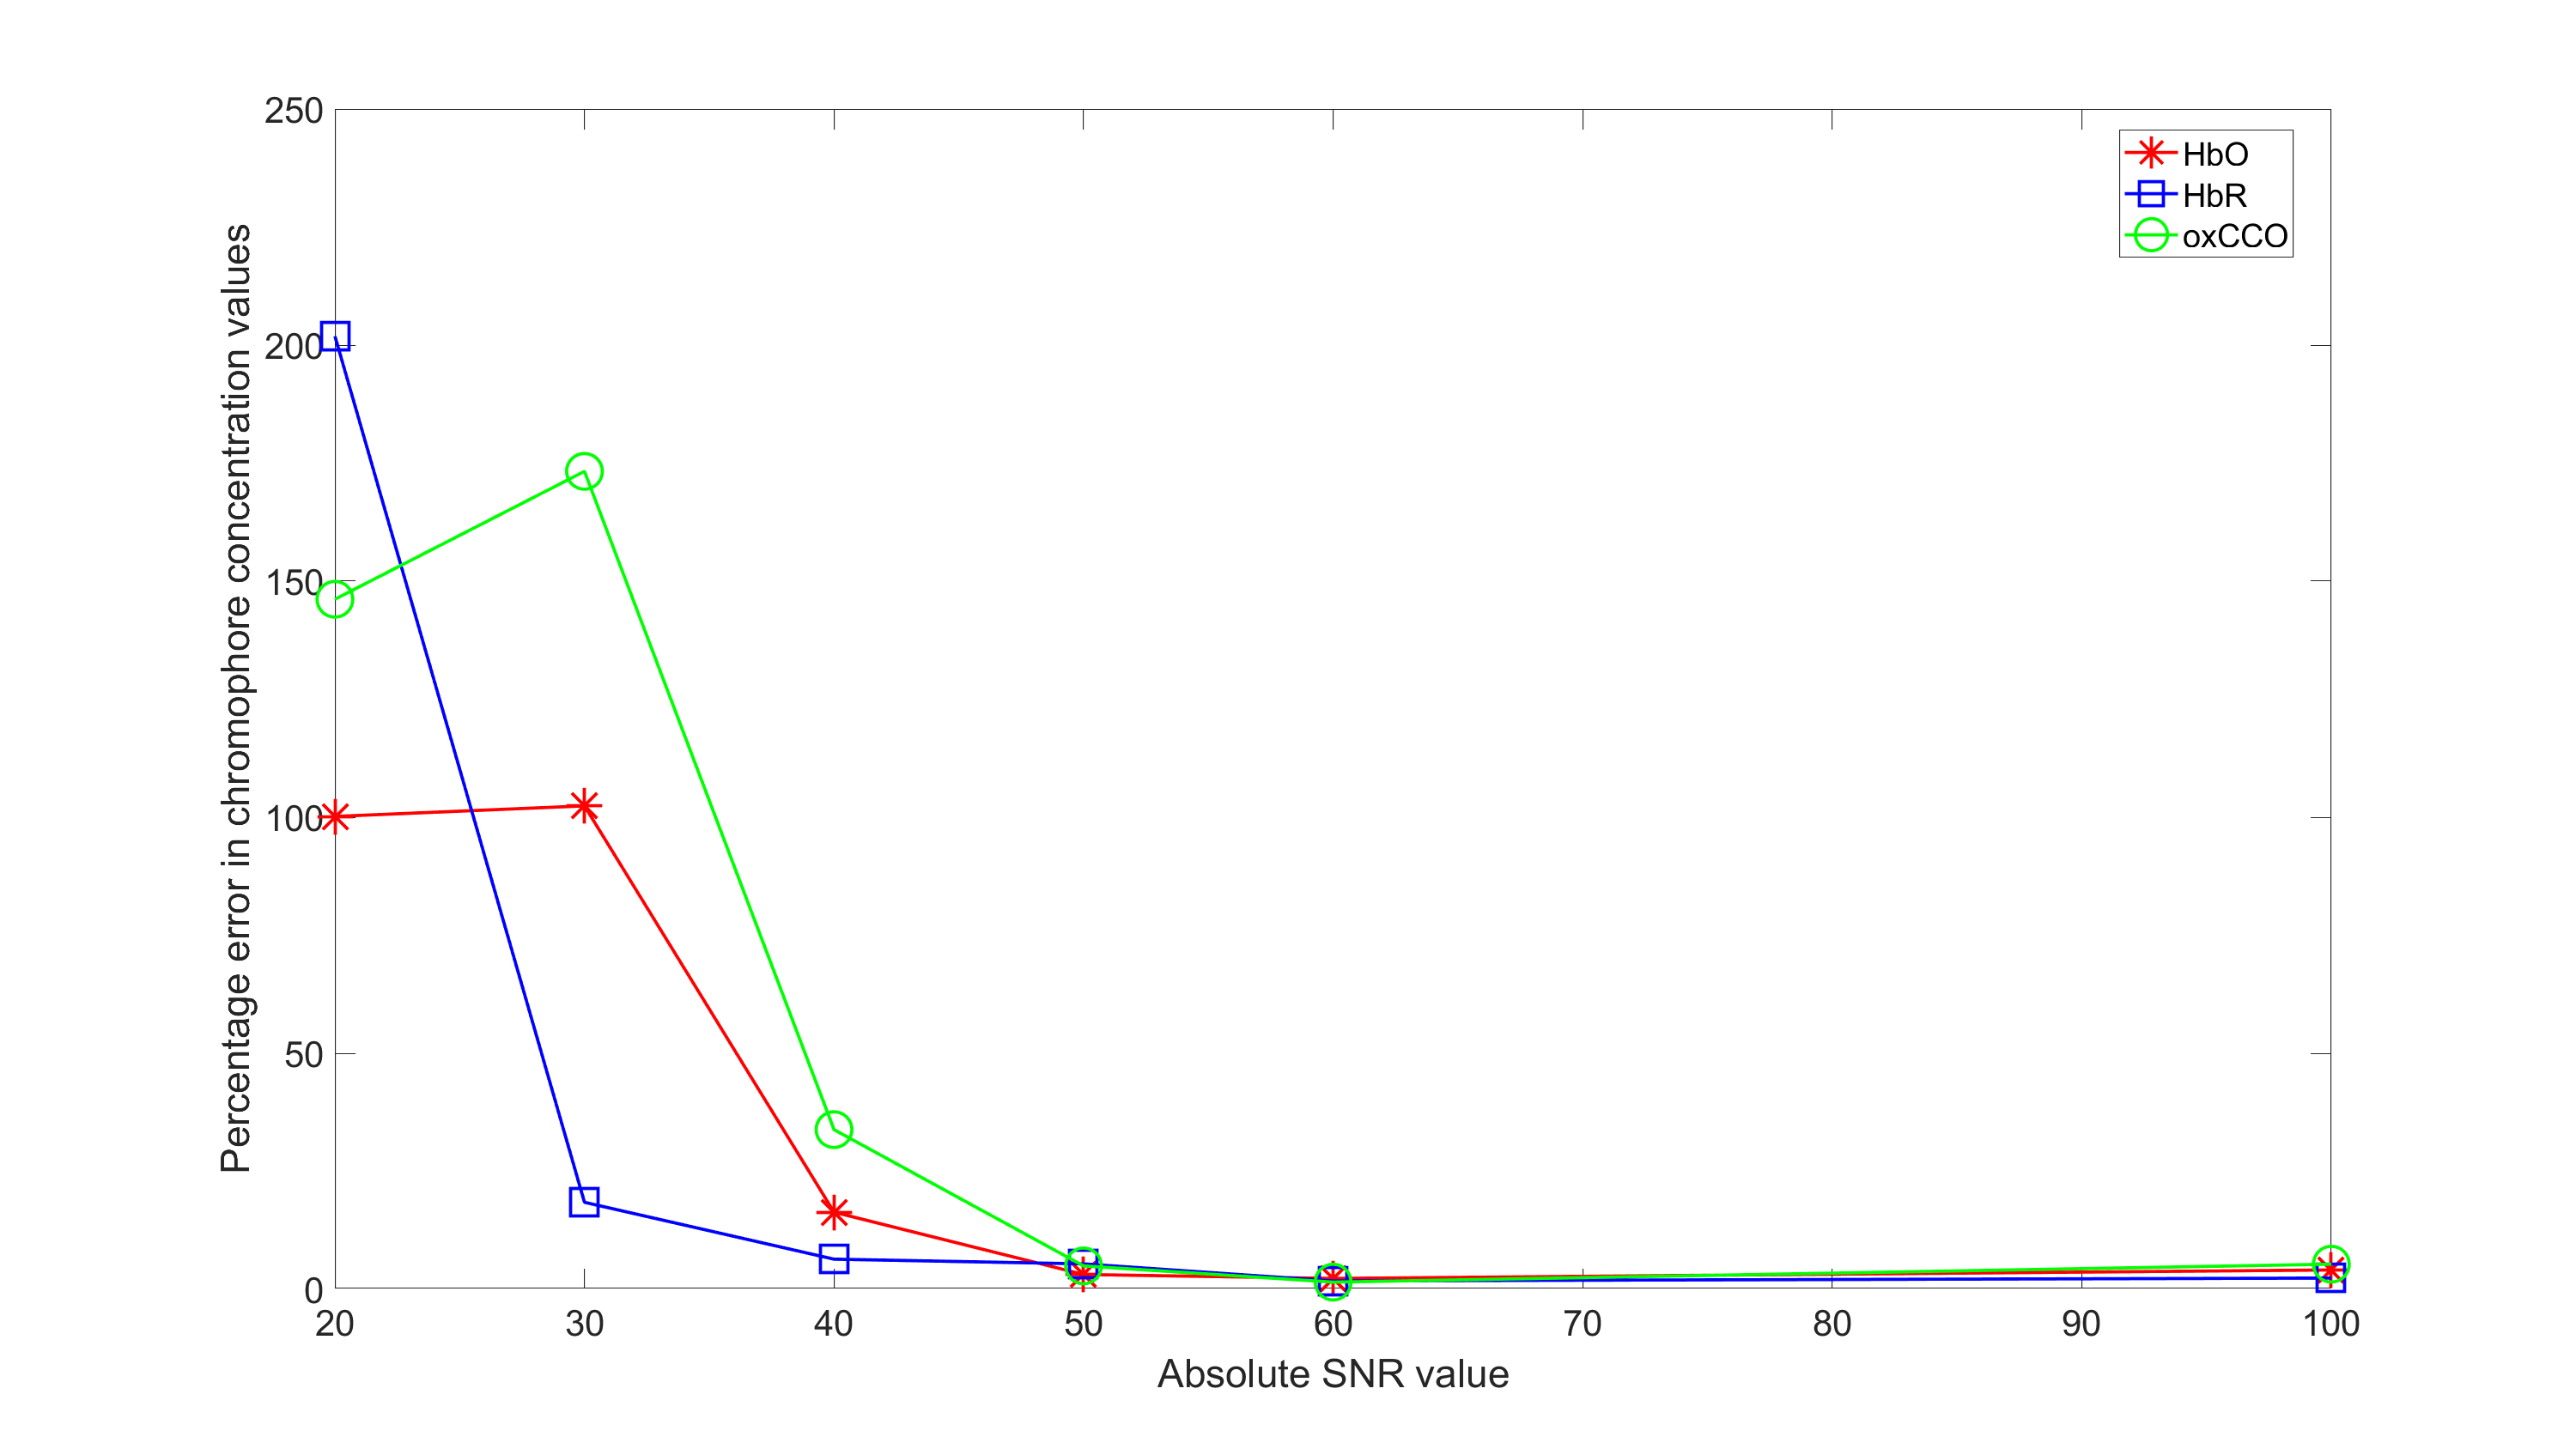 250
200
150
100
50
0
Percentage error in chromophore concentration values
HbO
HbR
oxCCO
20 30 40 50 60 70 80 90 100
Absolute SNR value